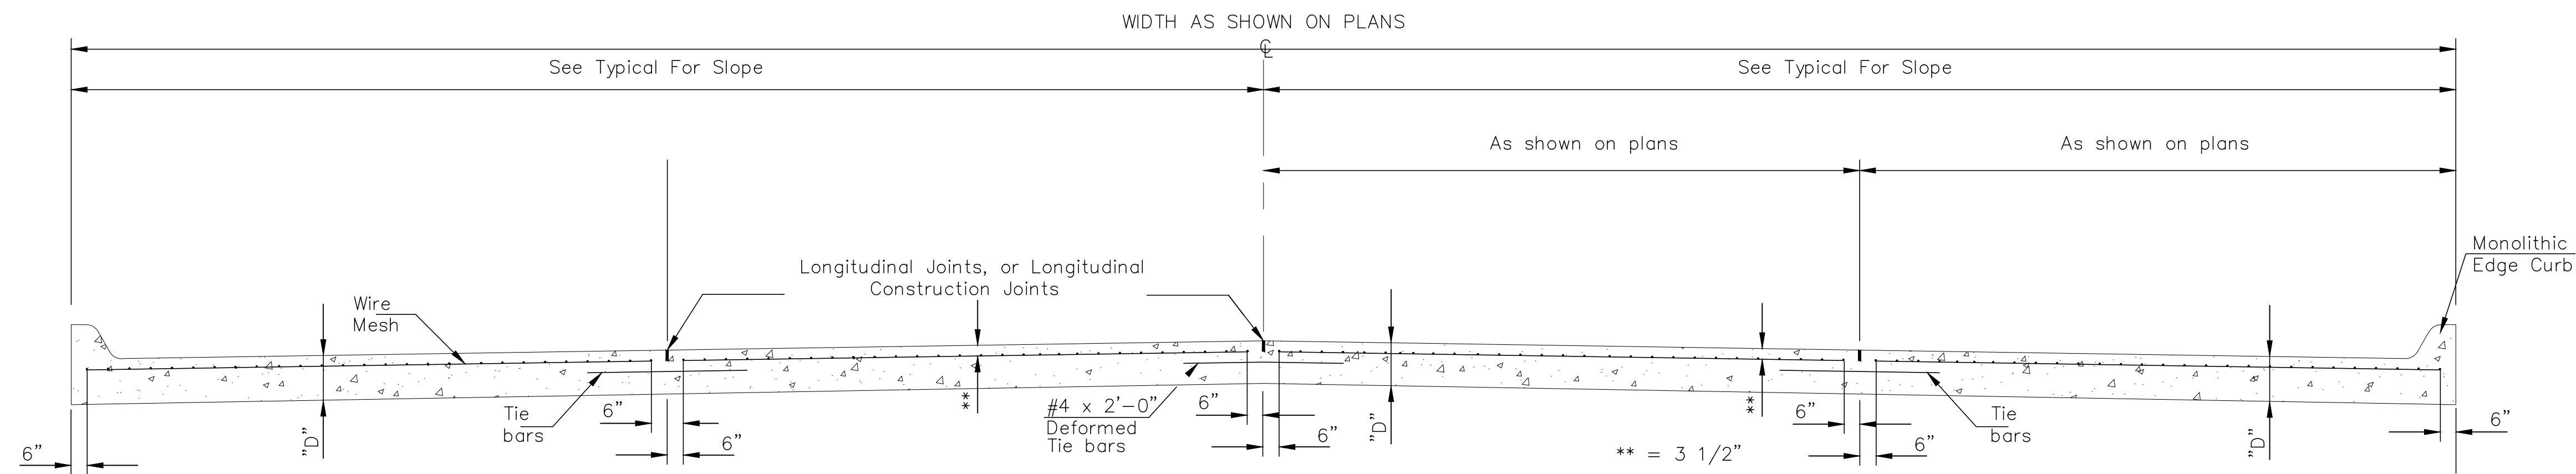 WIDTH AS SHOWN ON PLANS
℄
See Typical For Slope
See Typical For Slope
As shown on plans
As shown on plans
Longitudinal Joints, or Longitudinal
Construction Joints
Monolithic
Edge Curb
Wire
Mesh
Tie
bars
6"
**
#4 x 2'-0"
Deformed
Tie bars
6"
"D"
**
6"
Tie
bars
6"
"D"
6"
6"
6"
** = 3 1/2"
6"
"D"
6"